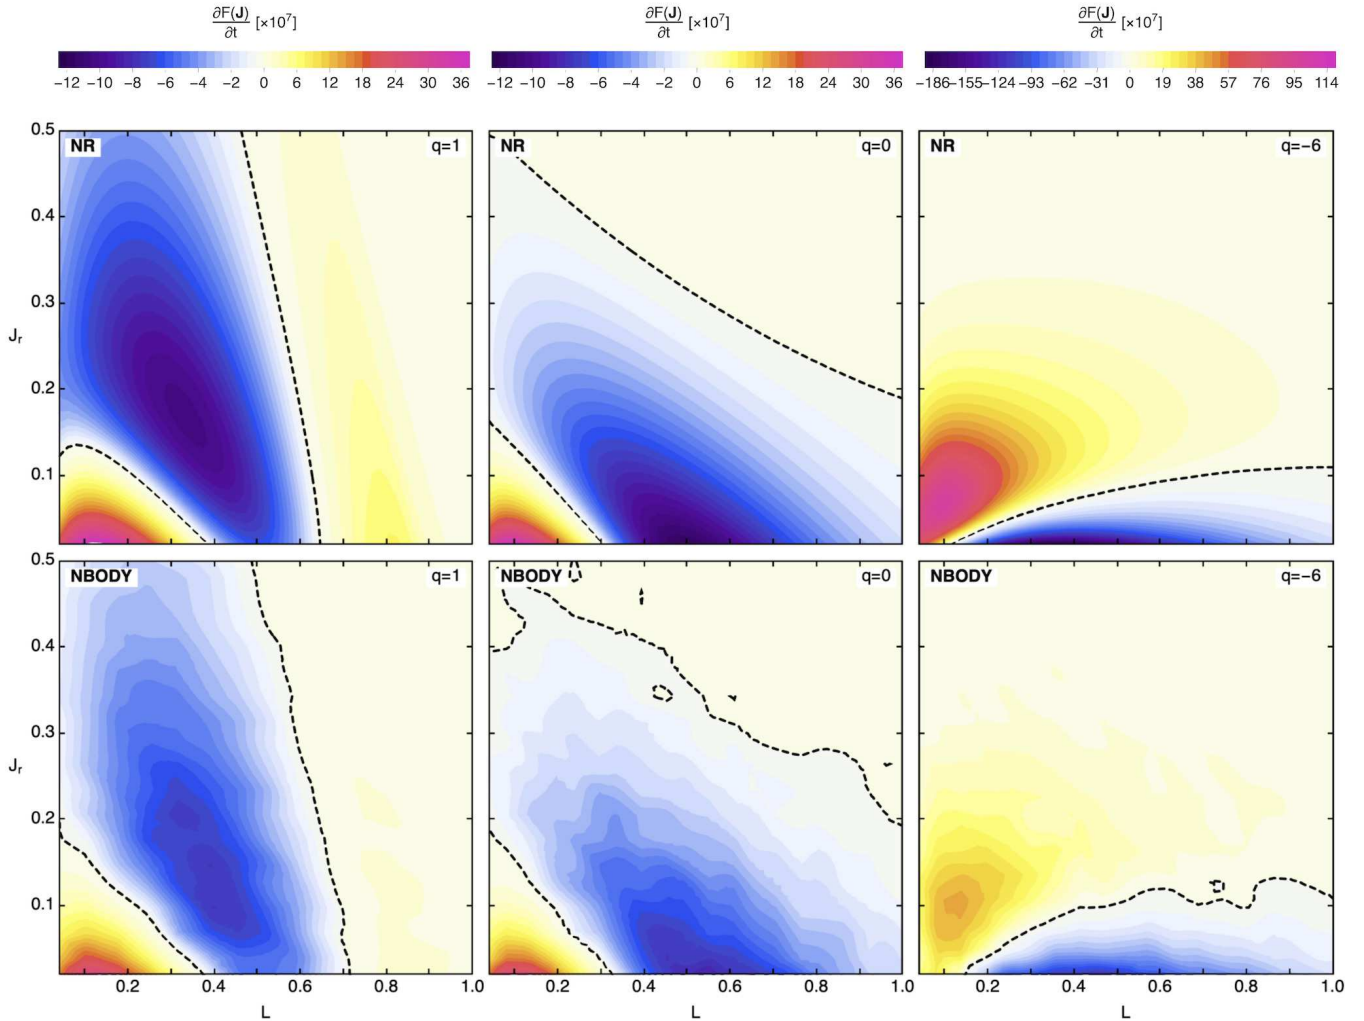 ∂F(J)/∂t [×10⁷] ∂F(J)/∂t [×10⁷] ∂F(J)/∂t [×10⁷]
−12 −10 −8 −6 −4 −2 0 6 12 18 24 30 36
−12 −10 −8 −6 −4 −2 0 6 12 18 24 30 36
−186 −155 −124 −93 −62 −31 0 19 38 57 76 95 114
0.5 NR q=1 NR q=0 NR q=−6
0.4
0.3
Jr
0.2
0.1
0.5 NBODY q=1 NBODY q=0 NBODY q=−6
0.4
0.3
Jr
0.2
0.1
0.2 0.4 0.6 0.8 1.0 0.2 0.4 0.6 0.8 1.0 0.2 0.4 0.6 0.8 1.0
L L L